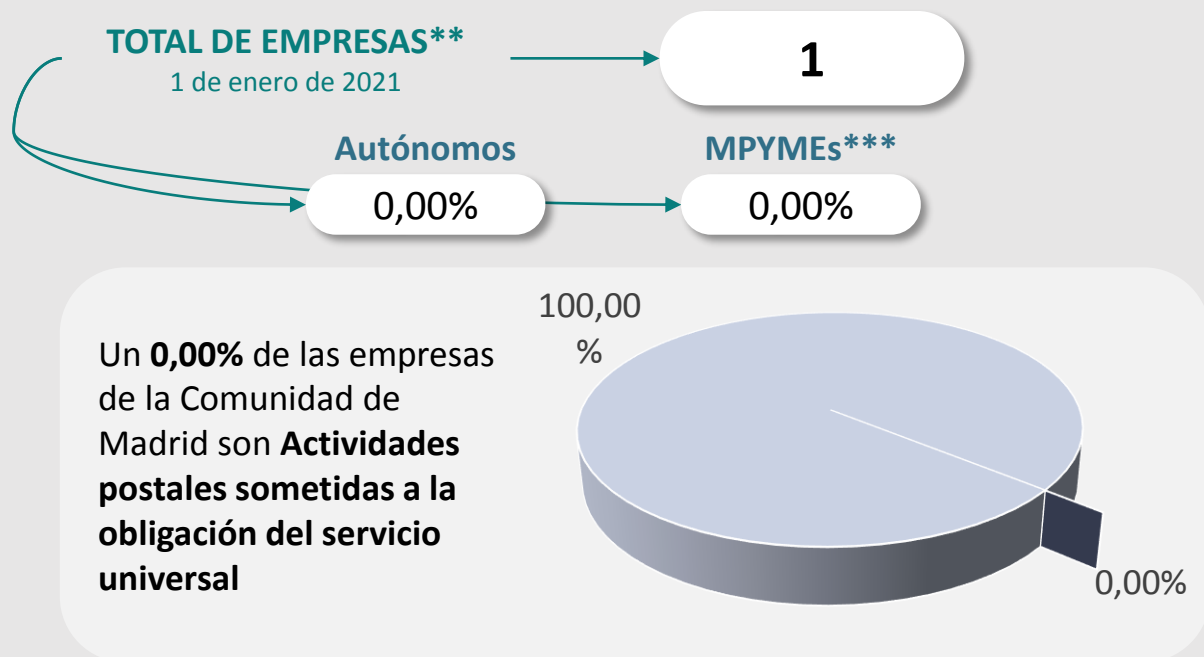 TOTAL DE EMPRESAS**
1 de enero de 2021
1
Autónomos
MPYMEs***
0,00%
0,00%
Un 0,00% de las empresas
de la Comunidad de
Madrid son Actividades
postales sometidas a la
obligación del servicio
universal
100,00
%
0,00%